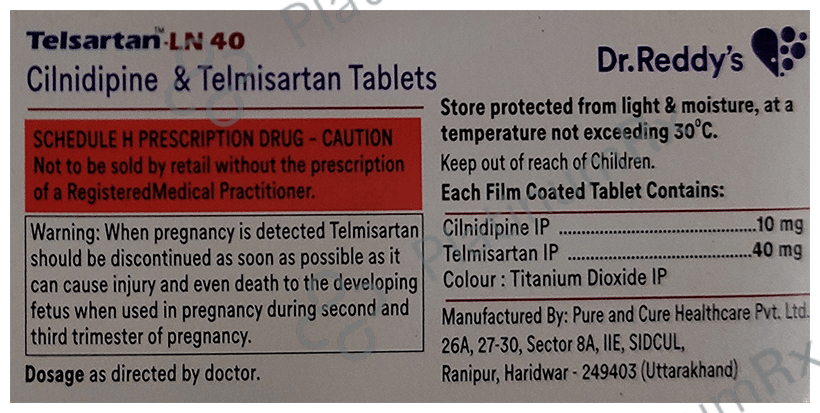 Telsartan™-LN 40
Cilnidipine & Telmisartan Tablets
SCHEDULE H PRESCRIPTION DRUG - CAUTION
Not to be sold by retail without the prescription
of a RegisteredMedical Practitioner.
Warning: When pregnancy is detected Telmisartan
should be discontinued as soon as possible as it
can cause injury and even death to the developing
fetus when used in pregnancy during second and
third trimester of pregnancy.
Dosage as directed by doctor.
Dr.Reddy's
Store protected from light & moisture, at a
temperature not exceeding 30°C.
Keep out of reach of Children.
Each Film Coated Tablet Contains:
Cilnidipine IP ................................................10 mg
Telmisartan IP ..............................................40 mg
Colour : Titanium Dioxide IP
Manufactured By: Pure and Cure Healthcare Pvt. Ltd.
26A, 27-30, Sector 8A, IIE, SIDCUL,
Ranipur, Haridwar - 249403 (Uttarakhand)
PlatinumRx